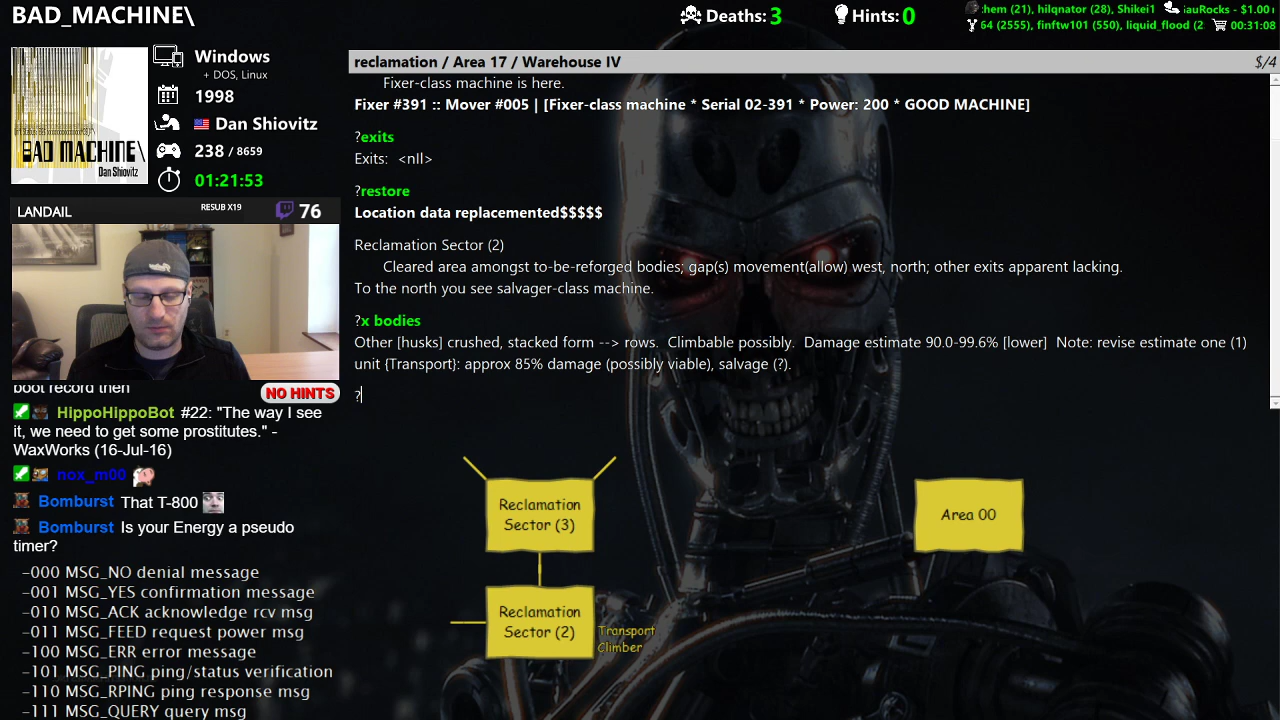 BAD_MACHINE\
Deaths: 3
Hints: 0
:hem (21), hilqnator (28), Shikei1
iauRocks - $1.00
64 (2555), finftw101 (550), liquid_flood (2
00:31:08
BAD MACHINE\
Dan Shiovitz
Windows
+ DOS, Linux
1998
Dan Shiovitz
238 / 8659
01:21:53
LANDAIL
RESUB X19
76
boot record then
NO HINTS
HippoHippoBot #22: "The way I see
it, we need to get some prostitutes." -
WaxWorks (16-Jul-16)
nox_m00
Bomburst That T-800
Bomburst Is your Energy a pseudo
timer?
-000 MSG_NO denial message
-001 MSG_YES confirmation message
-010 MSG_ACK acknowledge rcv msg
-011 MSG_FEED request power msg
-100 MSG_ERR error message
-101 MSG_PING ping/status verification
-110 MSG_RPING ping response msg
-111 MSG_QUERY query msg
reclamation / Area 17 / Warehouse IV
$/4
Fixer-class machine is here.
Fixer #391 :: Mover #005 | [Fixer-class machine * Serial 02-391 * Power: 200 * GOOD MACHINE]
?exits
Exits: <nll>
?restore
Location data replacemented$$$$$
Reclamation Sector (2)
Cleared area amongst to-be-reforged bodies; gap(s) movement(allow) west, north; other exits apparent lacking.
To the north you see salvager-class machine.
?x bodies
Other [husks] crushed, stacked form --> rows. Climbable possibly. Damage estimate 90.0-99.6% [lower] Note: revise estimate one (1)
unit {Transport}: approx 85% damage (possibly viable), salvage (?).
?
Reclamation
Sector (3)
Area 00
Reclamation
Sector (2)
Transport
Climber